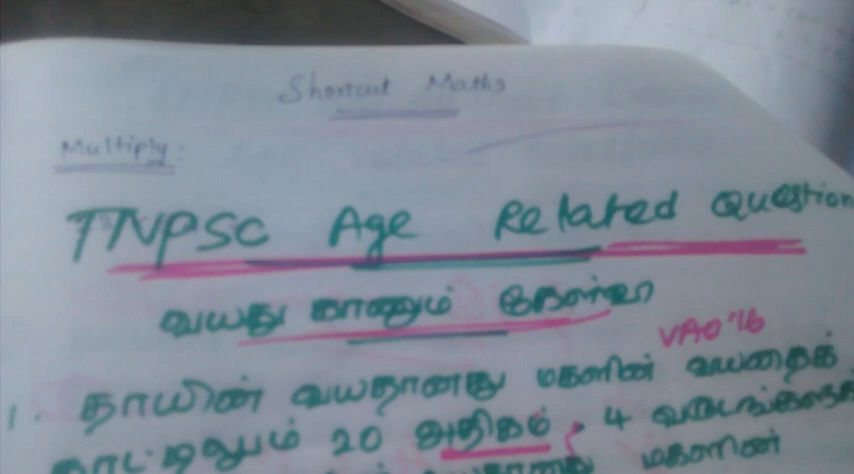 Shortcut Maths
Multiply:
TNPSC Age Related Question
வயது காணும் கேள்வி
VAO '16
1. தாயின் வயதானது மகளின் வயதைக்
காட்டிலும் 20 அதிகம். 4 வருடங்களுக்
மகளின்